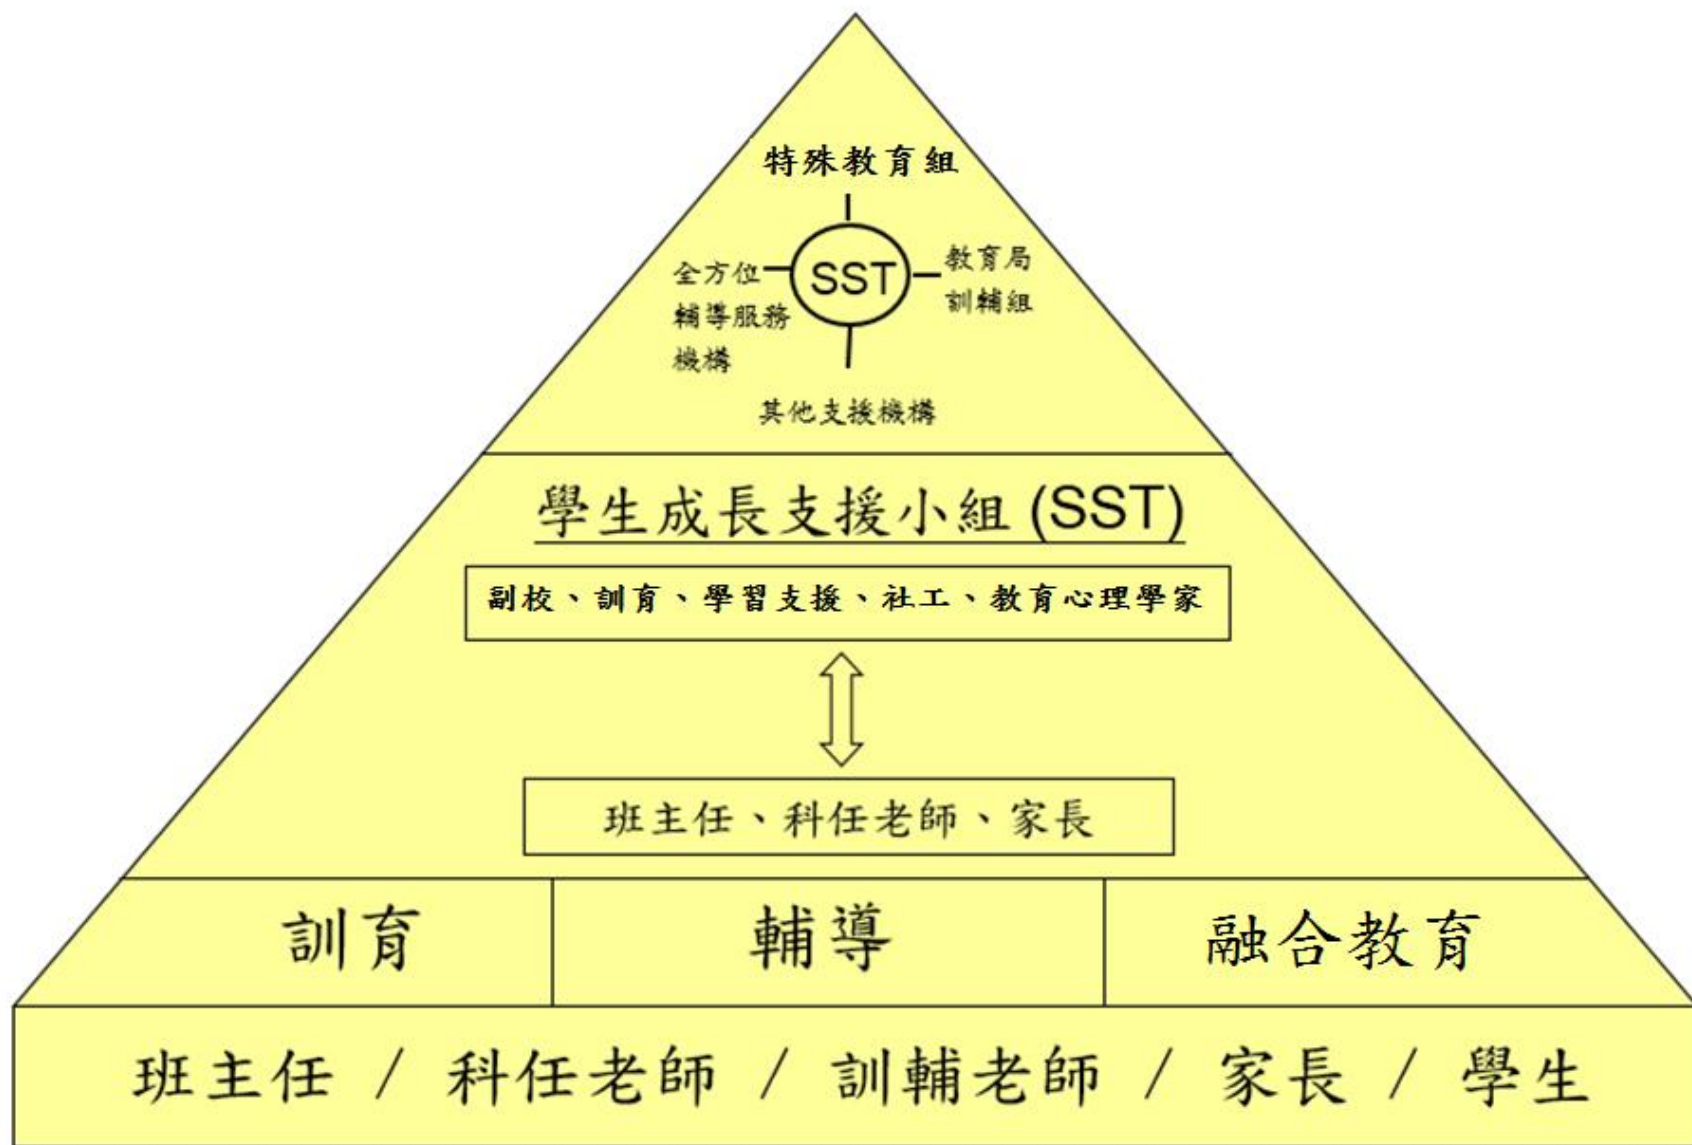 特殊教育組
全方位
輔導服務
機構
SST
教育局
訓輔組
其他支援機構
學生成長支援小組 (SST)
副校、訓育、學習支援、社工、教育心理學家
班主任、科任老師、家長
訓育
輔導
融合教育
班主任 / 科任老師 / 訓輔老師 / 家長 / 學生